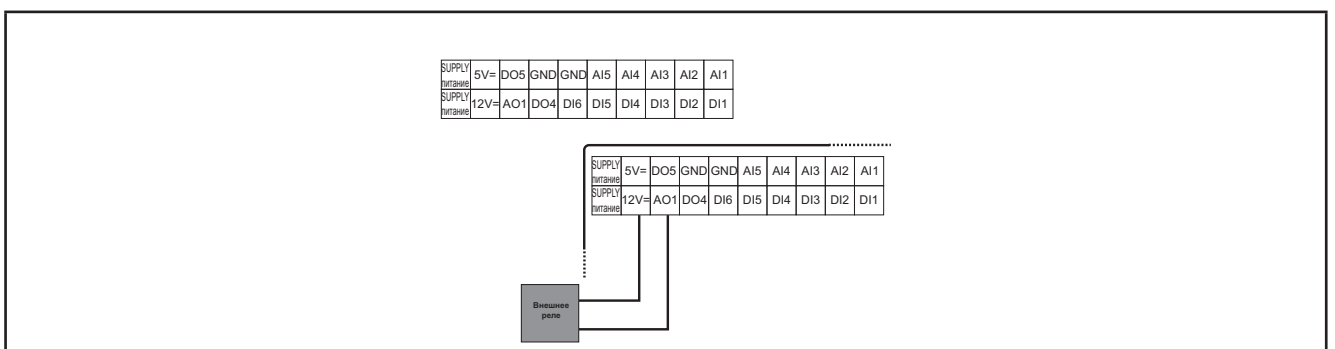 SUPPLY питание 5V= DO5 GND GND AI5 AI4 AI3 AI2 AI1
SUPPLY питание 12V= AO1 DO4 DI6 DI5 DI4 DI3 DI2 DI1
SUPPLY питание 5V= DO5 GND GND AI5 AI4 AI3 AI2 AI1
SUPPLY питание 12V= AO1 DO4 DI6 DI5 DI4 DI3 DI2 DI1
Внешнее
реле